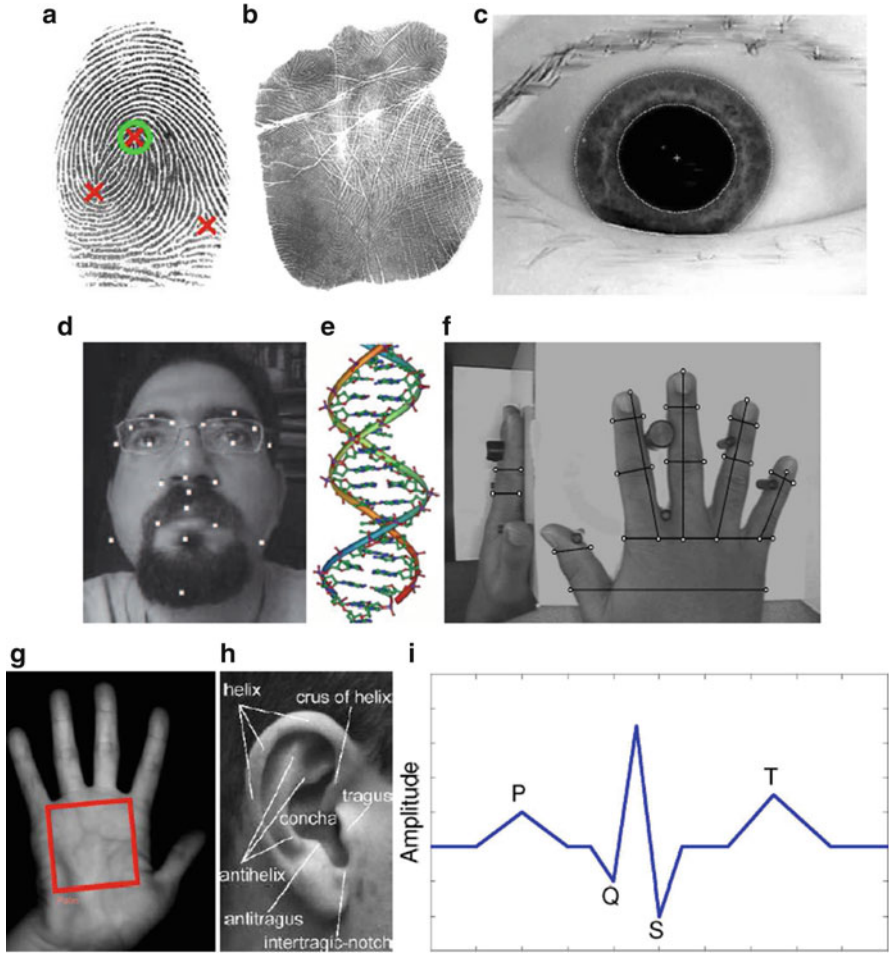 a
b
c
d
e
f
g
h
i
helix
crus of helix
tragus
concha
antihelix
antitragus
intertragic-notch
Amplitude
P
Q
S
T